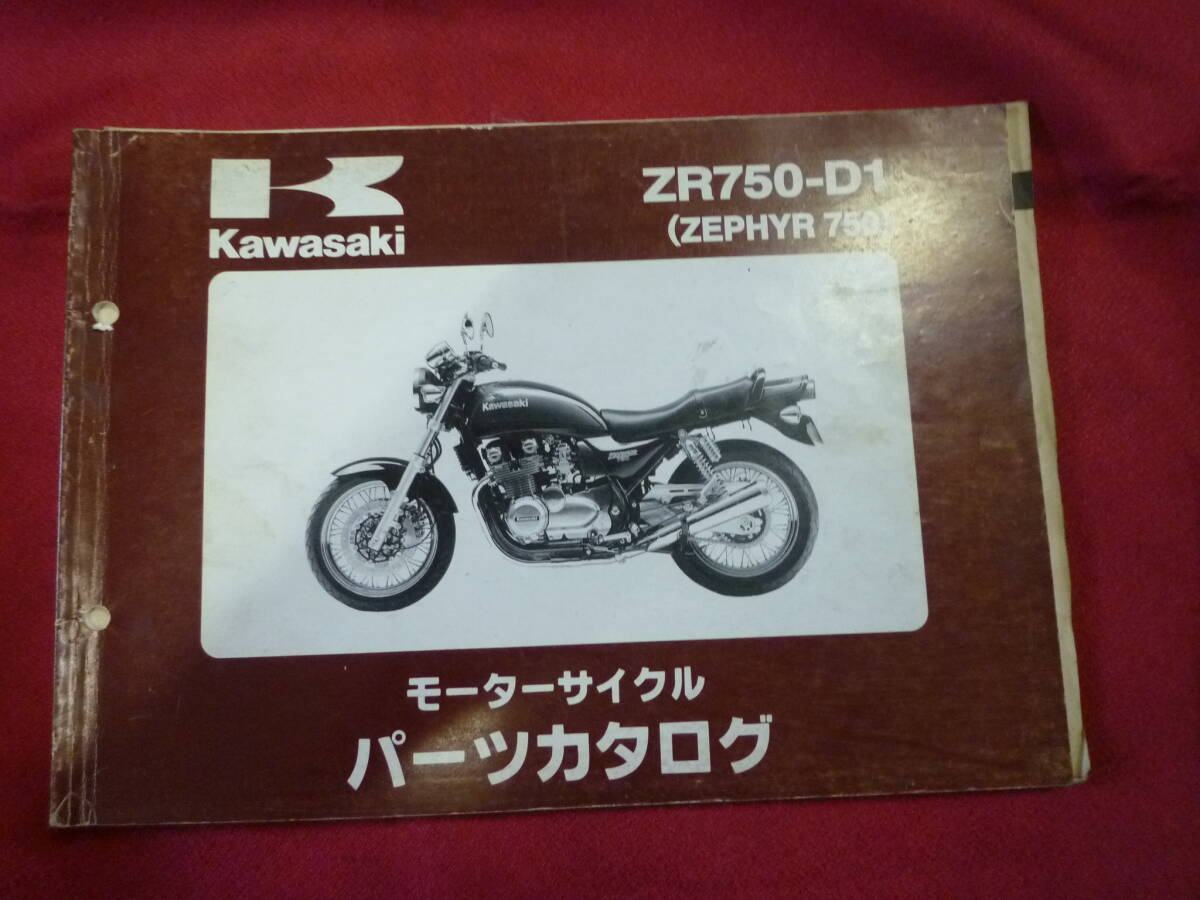 Kawasaki
ZR750-D1
(ZEPHYR 750)
Kawasaki
モーターサイクル
パーツカタログ